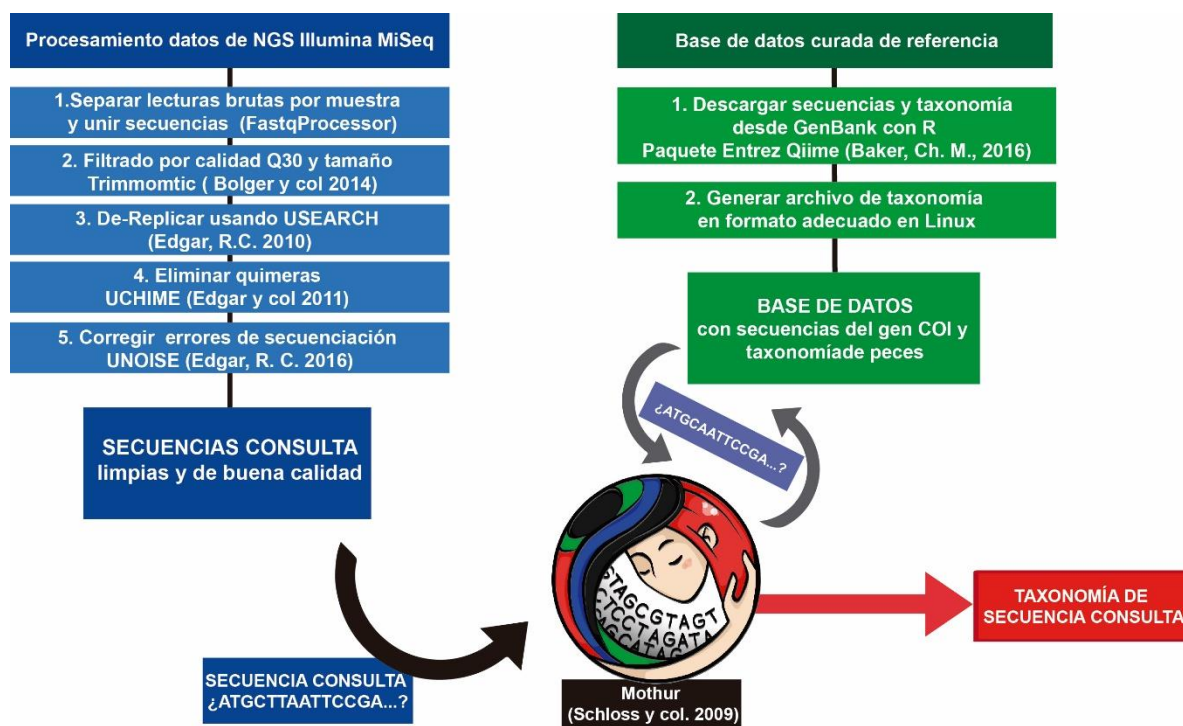 Procesamiento datos de NGS Illumina MiSeq
1.Separar lecturas brutas por muestra
y unir secuencias (FastqProcessor)
2. Filtrado por calidad Q30 y tamaño
Trimmomtic ( Bolger y col 2014)
3. De-Replicar usando USEARCH
(Edgar, R.C. 2010)
4. Eliminar quimeras
UCHIME (Edgar y col 2011)
5. Corregir errores de secuenciación
UNOISE (Edgar, R. C. 2016)
SECUENCIAS CONSULTA
limpias y de buena calidad
SECUENCIA CONSULTA
¿ATGCTTAATTCCGA...?
Base de datos curada de referencia
1. Descargar secuencias y taxonomía
desde GenBank con R
Paquete Entrez Qiime (Baker, Ch. M., 2016)
2. Generar archivo de taxonomía
en formato adecuado en Linux
BASE DE DATOS
con secuencias del gen COI y
taxonomíade peces
¿ATGCAATTCCGA...?
GTAGCGTAGT
CTCCTAGATA
Mothur
(Schloss y col. 2009)
TAXONOMÍA DE
SECUENCIA CONSULTA